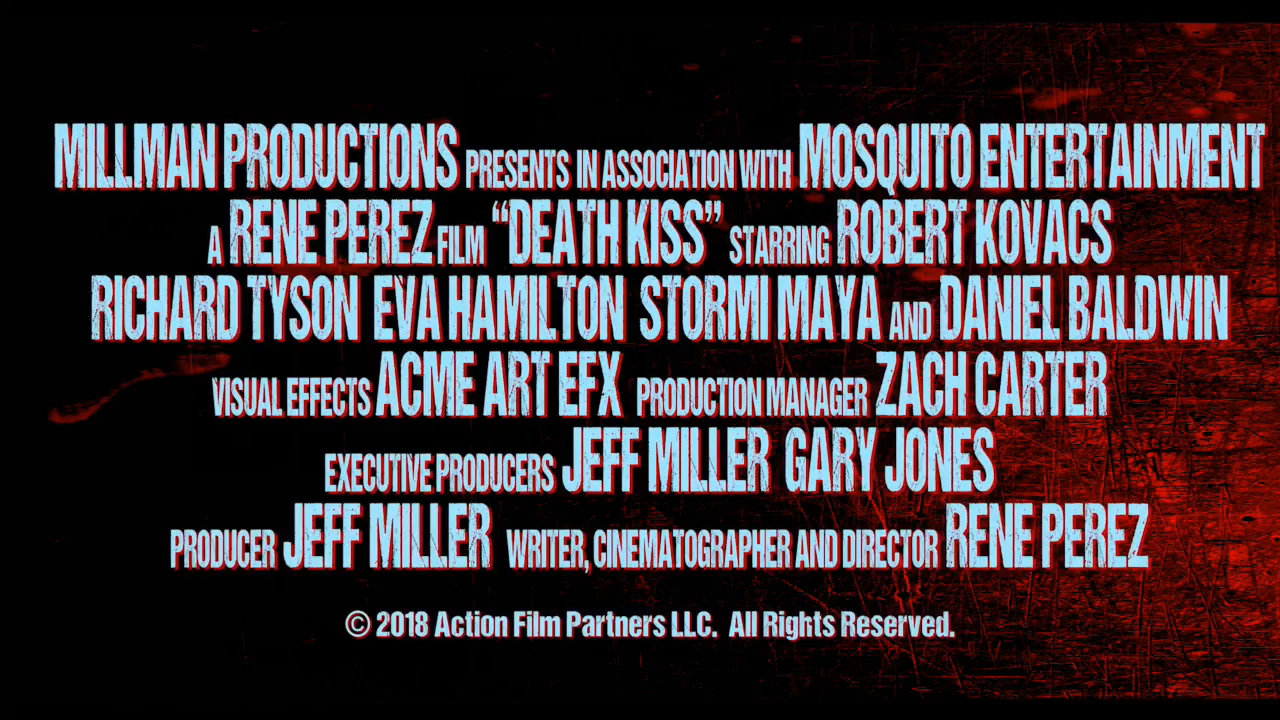 MILLMAN PRODUCTIONS PRESENTS IN ASSOCIATION WITH MOSQUITO ENTERTAINMENT
A RENE PEREZ FILM “DEATH KISS” STARRING ROBERT KOVACS
RICHARD TYSON EVA HAMILTON STORMI MAYA AND DANIEL BALDWIN
VISUAL EFFECTS ACME ART EFX PRODUCTION MANAGER ZACH CARTER
EXECUTIVE PRODUCERS JEFF MILLER GARY JONES
PRODUCER JEFF MILLER WRITER, CINEMATOGRAPHER AND DIRECTOR RENE PEREZ
© 2018 Action Film Partners LLC. All Rights Reserved.